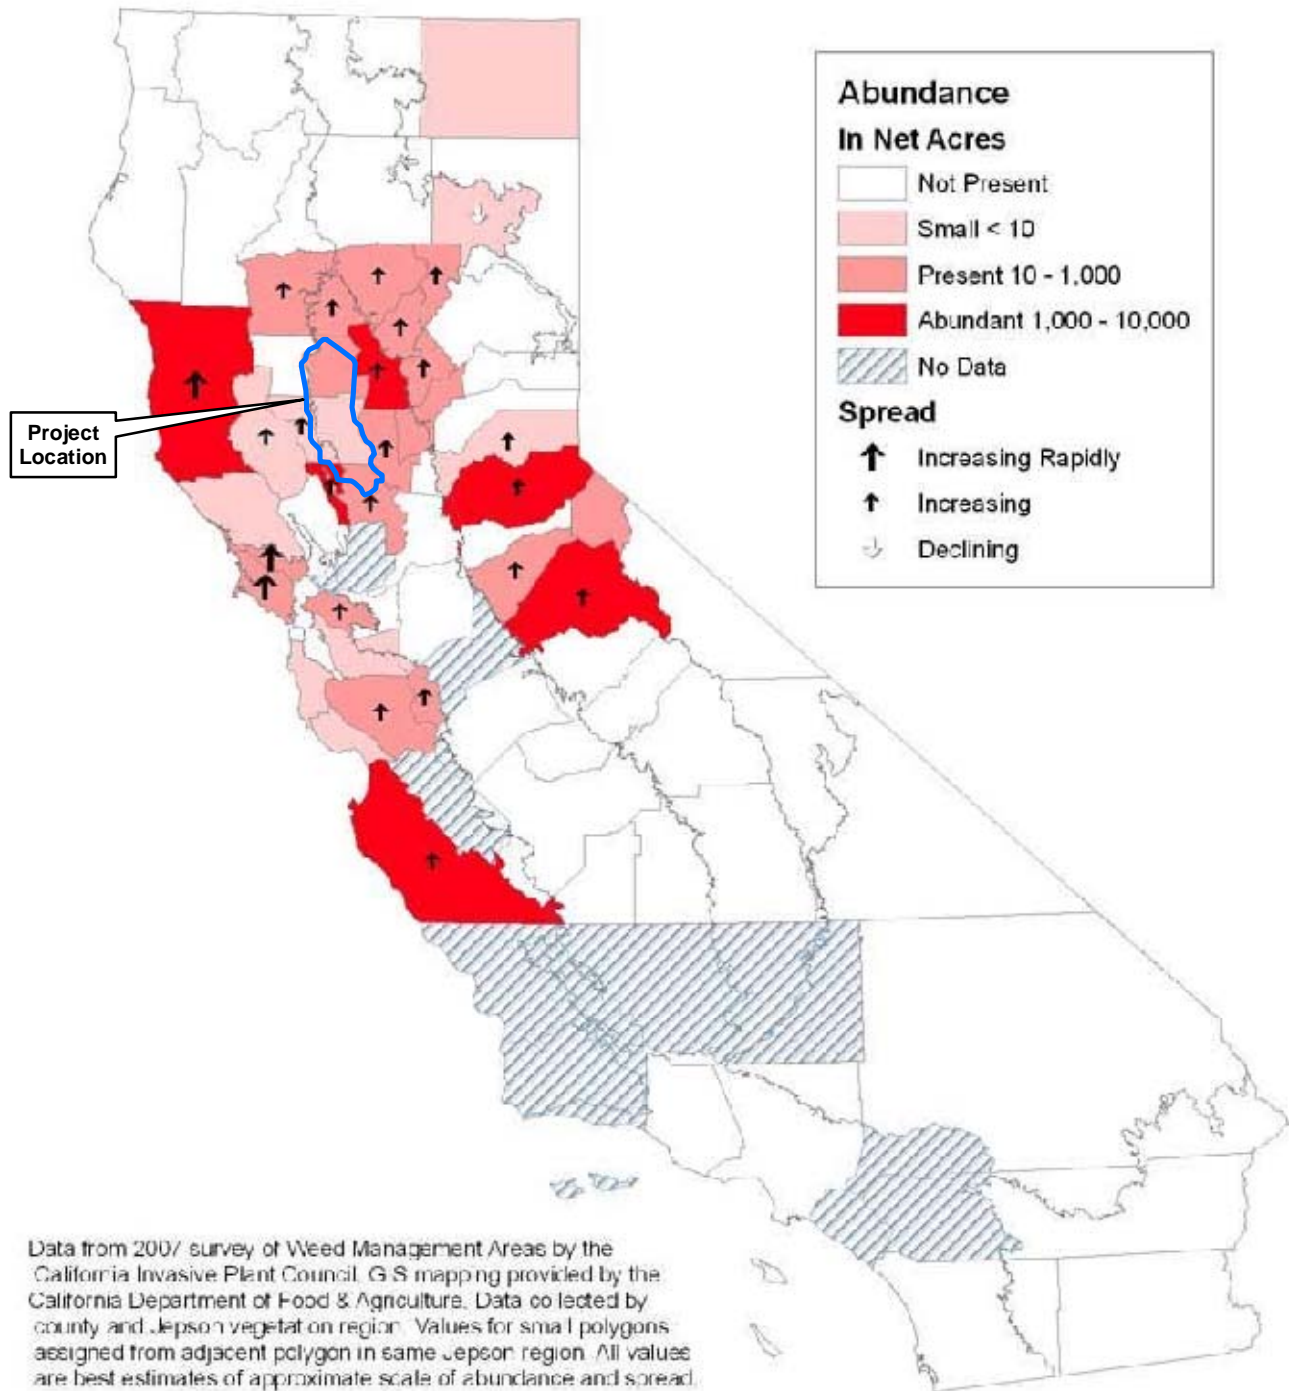 Abundance
In Net Acres
Not Present
Small < 10
Present 10 - 1,000
Abundant 1,000 - 10,000
No Data
Spread
Increasing Rapidly
Increasing
Declining
Project
Location
Data from 2007 survey of Weed Management Areas by the
California Invasive Plant Council. GIS mapping provided by the
California Department of Food & Agriculture. Data collected by
county and Jepson vegetation region. Values for small polygons
assigned from adjacent polygon in same Jepson region. All values
are best estimates of approximate scale of abundance and spread.